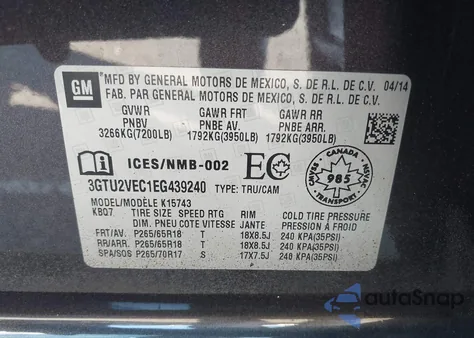 GM
MFD BY GENERAL MOTORS DE MEXICO, S. DE R.L. DE C.V. 04/14
FAB. PAR GENERAL MOTORS DE MEXICO, S. DE R.L. DE C.V.
GVWR GAWR FRT GAWR RR
PNBV PNBE AV. PNBE AR.
3266KG(7200LB) 1792KG(3950LB) 1792KG(3950LB)
ICES/NMB-002 EC CANADA 985 TRANSPORT
3GTU2VEC1EG439240 TYPE: TRU/CAM
MODEL/MODÈLE K15743
KBQ7 TIRE SIZE SPEED RTG RIM COLD TIRE PRESSURE
DIM. PNEU COTE VITESSE JANTE PRESSION A FROID
FRT/AV. P265/65R18 T 18X8.5J 240 KPA(35PSI)
RR/ARR. P265/65R18 T 18X8.5J 240 KPA(35PSI)
SPA/SOS P265/70R17 S 17X7.5J 240 KPA(35PSI)
autoSnap